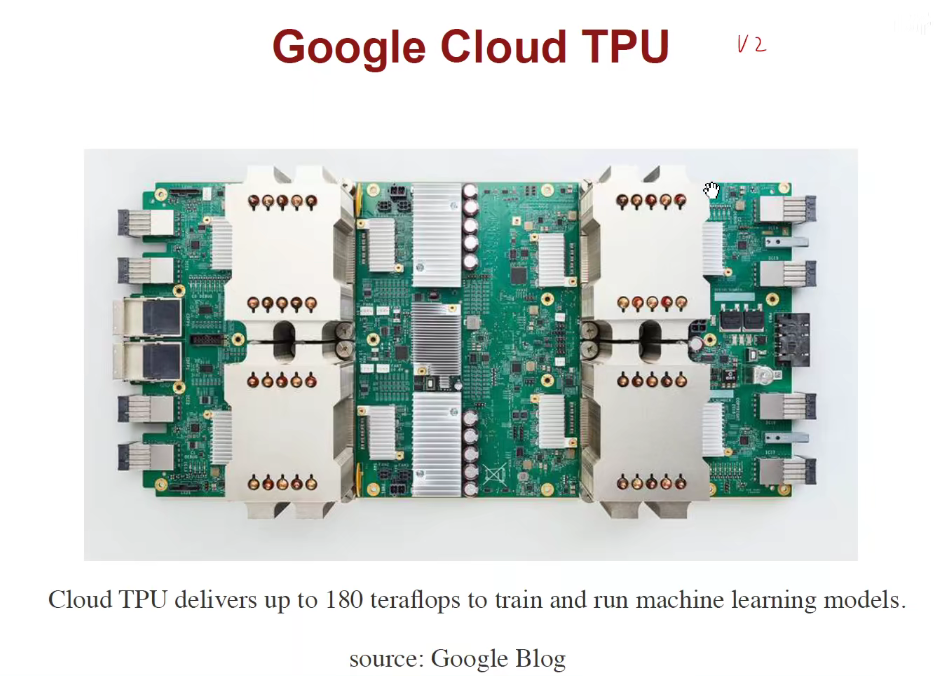 Google Cloud TPU V2
Cloud TPU delivers up to 180 teraflops to train and run machine learning models.
source: Google Blog